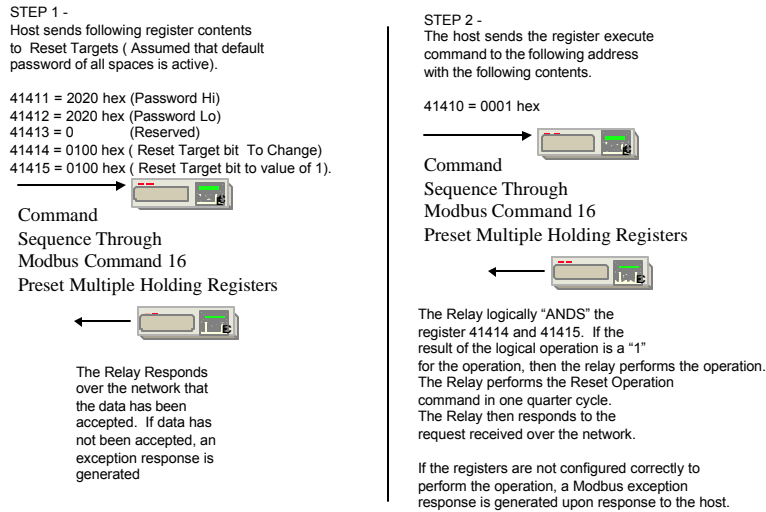 STEP 1 -
Host sends following register contents
to Reset Targets ( Assumed that default
password of all spaces is active).
41411 = 2020 hex (Password Hi)
41412 = 2020 hex (Password Lo)
41413 = 0 (Reserved)
41414 = 0100 hex ( Reset Target bit To Change)
41415 = 0100 hex ( Reset Target bit to value of 1).
Command
Sequence Through
Modbus Command 16
Preset Multiple Holding Registers
The Relay Responds
over the network that
the data has been
accepted. If data has
not been accepted, an
exception response is
generated
STEP 2 -
The host sends the register execute
command to the following address
with the following contents.
41410 = 0001 hex
Command
Sequence Through
Modbus Command 16
Preset Multiple Holding Registers
The Relay logically “ANDS” the
register 41414 and 41415. If the
result of the logical operation is a “1”
for the operation, then the relay performs the operation.
The Relay performs the Reset Operation
command in one quarter cycle.
The Relay then responds to the
request received over the network.
If the registers are not configured correctly to
perform the operation, a Modbus exception
response is generated upon response to the host.